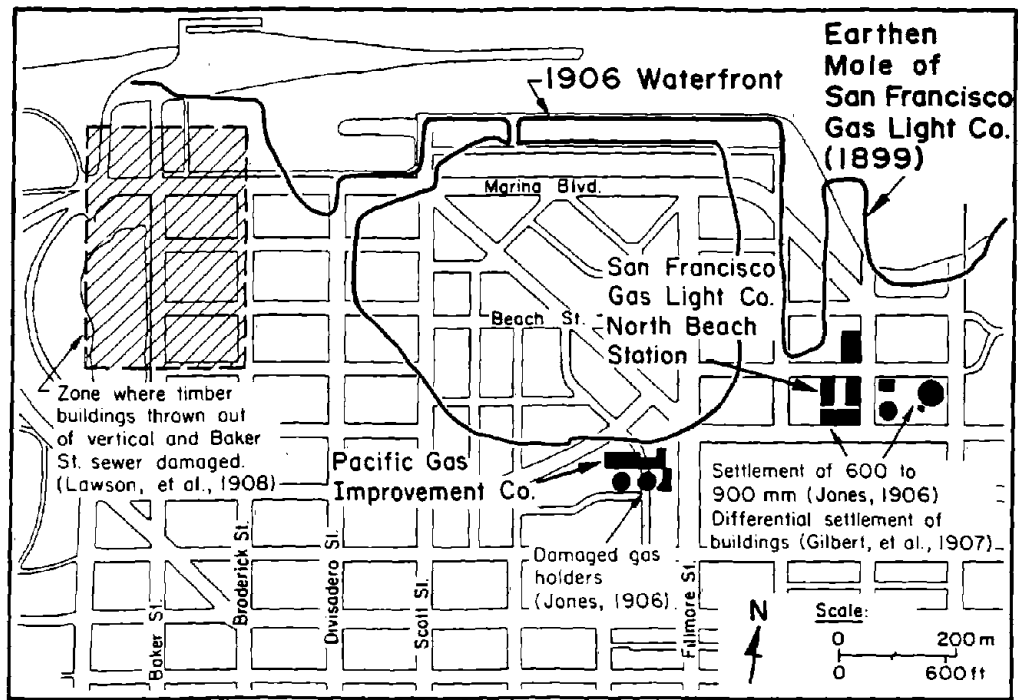 Earthen
Mole of
San Francisco
Gas Light Co.
(1899)
1906 Waterfront
Marina Blvd.
San Francisco
Gas Light Co.
North Beach
Station
Beach St.
Zone where timber
buildings thrown out
of vertical and Baker
St. sewer damaged.
(Lawson, et al., 1908)
Pacific Gas
Improvement Co.
Settlement of 600 to
900 mm (Jones, 1906)
Differential settlement of
buildings (Gilbert, et al., 1907)
Damaged gas
holders
(Jones, 1906)
Baker St.
Broderick St.
Divisadero St.
Scott St.
Fillmore St.
N
Scale:
0 200 m
0 600 ft